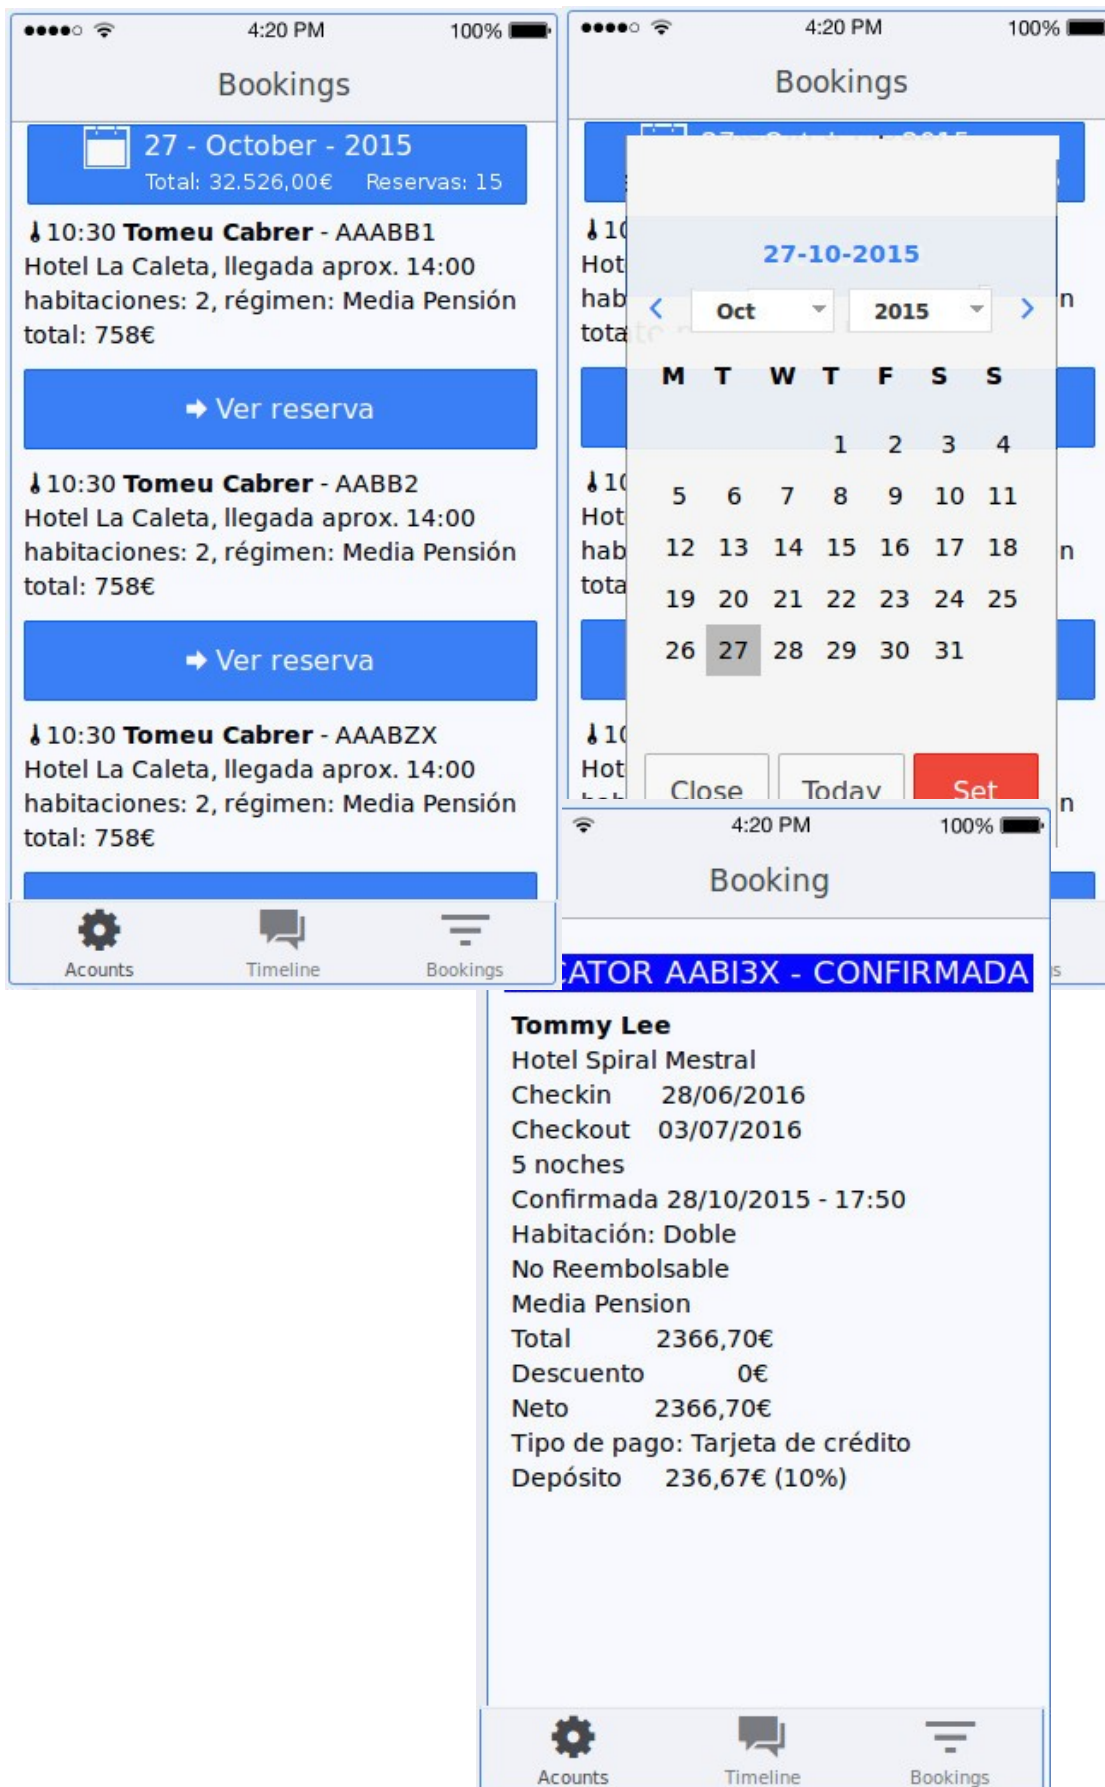 4:20 PM 100%
Bookings
27 - October - 2015
Total: 32.526,00€ Reservas: 15
10:30 Tomeu Cabrer - AAABB1
Hotel La Caleta, llegada aprox. 14:00
habitaciones: 2, régimen: Media Pensión
total: 758€
Ver reserva
10:30 Tomeu Cabrer - AABB2
Hotel La Caleta, llegada aprox. 14:00
habitaciones: 2, régimen: Media Pensión
total: 758€
Ver reserva
10:30 Tomeu Cabrer - AAABZX
Hotel La Caleta, llegada aprox. 14:00
habitaciones: 2, régimen: Media Pensión
total: 758€
Acounts Timeline Bookings
4:20 PM 100%
Bookings
27-10-2015
Oct 2015
M T W T F S S
1 2 3 4
5 6 7 8 9 10 11
12 13 14 15 16 17 18
19 20 21 22 23 24 25
26 27 28 29 30 31
Close Today Set
4:20 PM 100%
Booking
CATOR AABI3X - CONFIRMADA
Tommy Lee
Hotel Spiral Mestral
Checkin 28/06/2016
Checkout 03/07/2016
5 noches
Confirmada 28/10/2015 - 17:50
Habitación: Doble
No Reembolsable
Media Pension
Total 2366,70€
Descuento 0€
Neto 2366,70€
Tipo de pago: Tarjeta de crédito
Depósito 236,67€ (10%)
Acounts Timeline Bookings